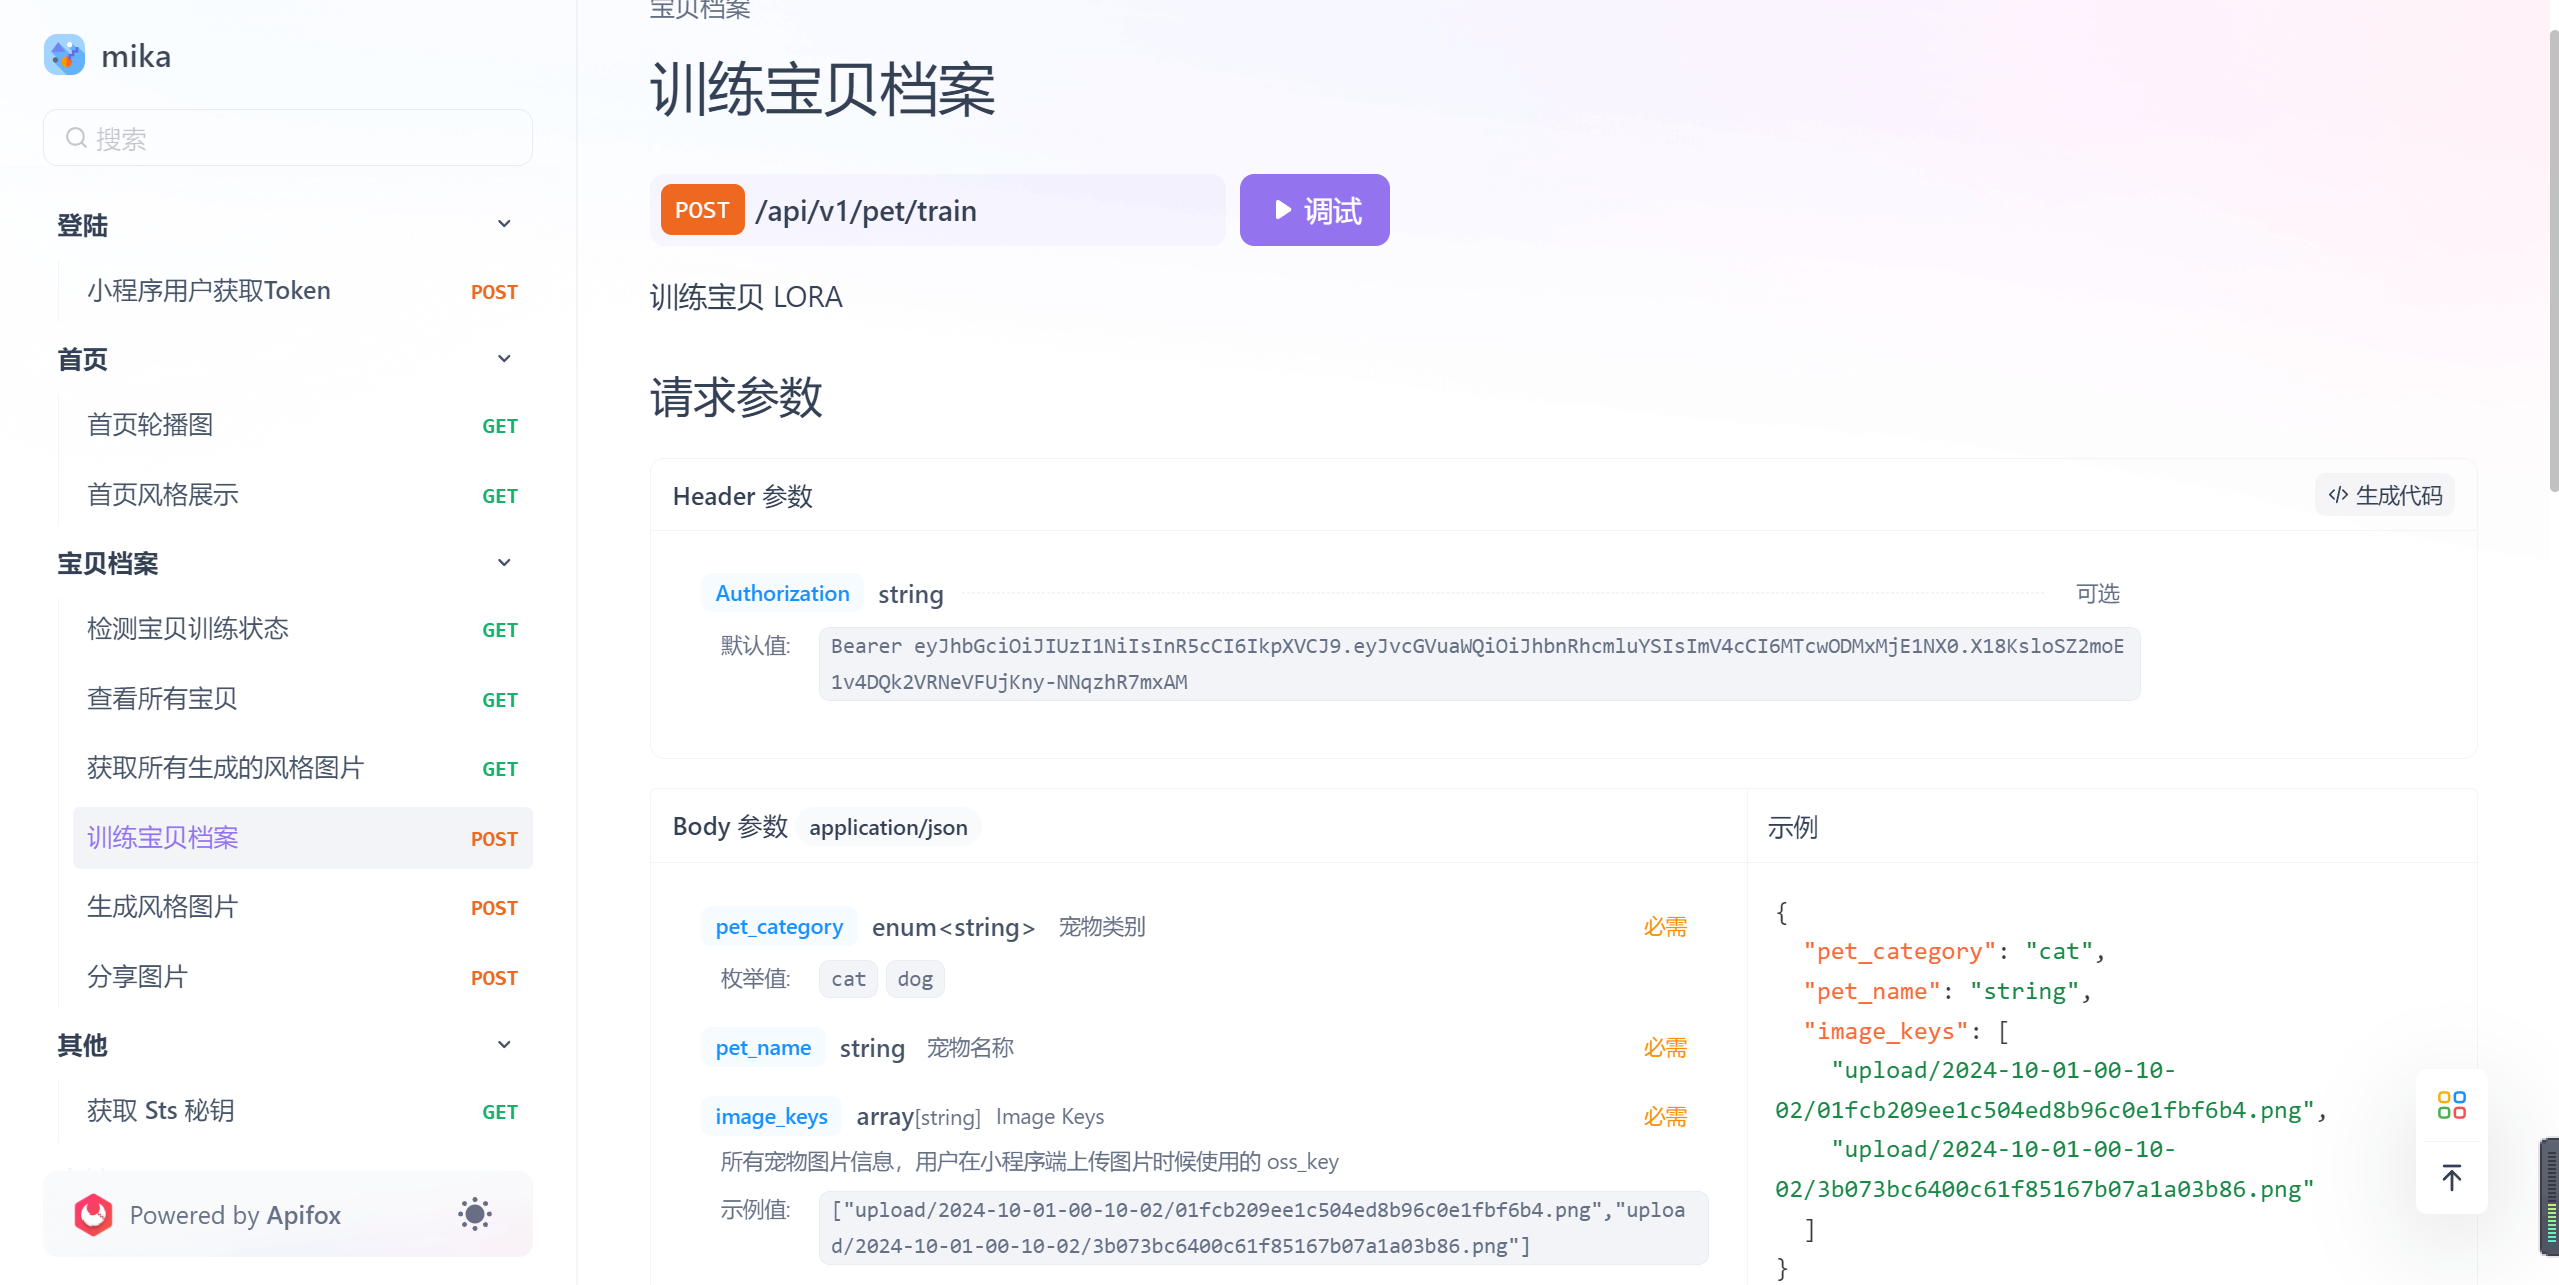 mika
搜索
登陆
小程序用户获取Token POST
首页
首页轮播图 GET
首页风格展示 GET
宝贝档案
检测宝贝训练状态 GET
查看所有宝贝 GET
获取所有生成的风格图片 GET
训练宝贝档案 POST
生成风格图片 POST
分享图片 POST
其他
获取 Sts 秘钥 GET
Powered by Apifox
宝贝档案
训练宝贝档案
POST /api/v1/pet/train 调试
训练宝贝 LORA
请求参数
Header 参数 生成代码
Authorization string 可选
默认值: Bearer eyJhbGciOiJIUzI1NiIsInR5cCI6IkpXVCJ9.eyJvcGVuaWQiOiJhbnRhcmluYSIsImV4cCI6MTcwODMxMjE1NX0.X18KsloSZ2moE
1v4DQk2VRNeVFUjKny-NNqzhR7mxAM
Body 参数 application/json
pet_category enum<string> 宠物类别 必需
枚举值: cat dog
pet_name string 宠物名称 必需
image_keys array[string] Image Keys 必需
所有宠物图片信息，用户在小程序端上传图片时候使用的 oss_key
示例值: ["upload/2024-10-01-00-10-02/01fcb209ee1c504ed8b96c0e1fbf6b4.png","uploa
d/2024-10-01-00-10-02/3b073bc6400c61f85167b07a1a03b86.png"]
示例
{
"pet_category": "cat",
"pet_name": "string",
"image_keys": [
"upload/2024-10-01-00-10-
02/01fcb209ee1c504ed8b96c0e1fbf6b4.png",
"upload/2024-10-01-00-10-
02/3b073bc6400c61f85167b07a1a03b86.png"
]
}